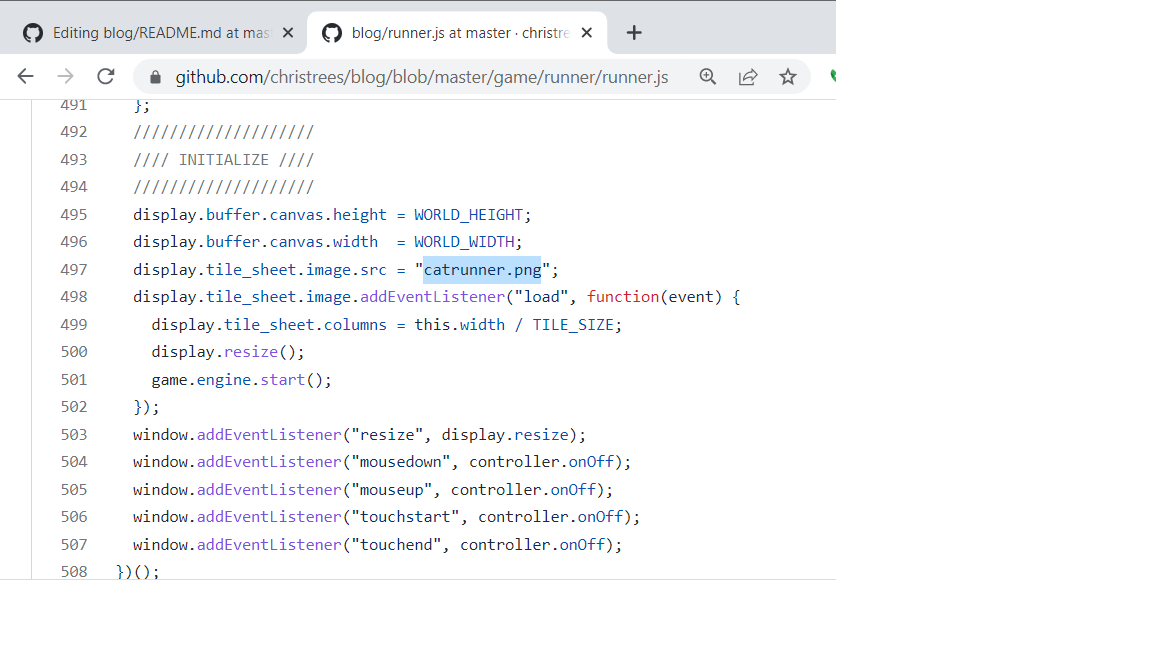 Editing blog/README.md at mas
blog/runner.js at master · christre
github.com/christrees/blog/blob/master/game/runner/runner.js
491 };
492 ////////////////////
493 //// INITIALIZE ////
494 ////////////////////
495 display.buffer.canvas.height = WORLD_HEIGHT;
496 display.buffer.canvas.width  = WORLD_WIDTH;
497 display.tile_sheet.image.src = "catrunner.png";
498 display.tile_sheet.image.addEventListener("load", function(event) {
499 display.tile_sheet.columns = this.width / TILE_SIZE;
500 display.resize();
501 game.engine.start();
502 });
503 window.addEventListener("resize", display.resize);
504 window.addEventListener("mousedown", controller.onOff);
505 window.addEventListener("mouseup", controller.onOff);
506 window.addEventListener("touchstart", controller.onOff);
507 window.addEventListener("touchend", controller.onOff);
508 })();